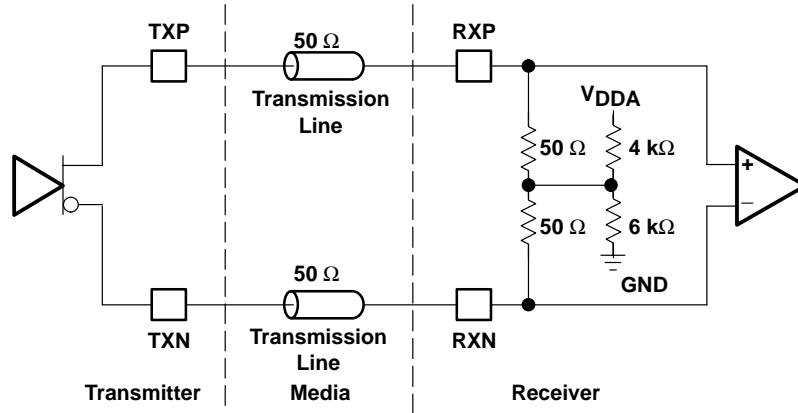 TXP
50 Ω
RXP
Transmission
Line
VDDA
50 Ω
4 kΩ
+
50 Ω
6 kΩ
−
GND
50 Ω
TXN
Transmission
Line
RXN
Transmitter
Media
Receiver